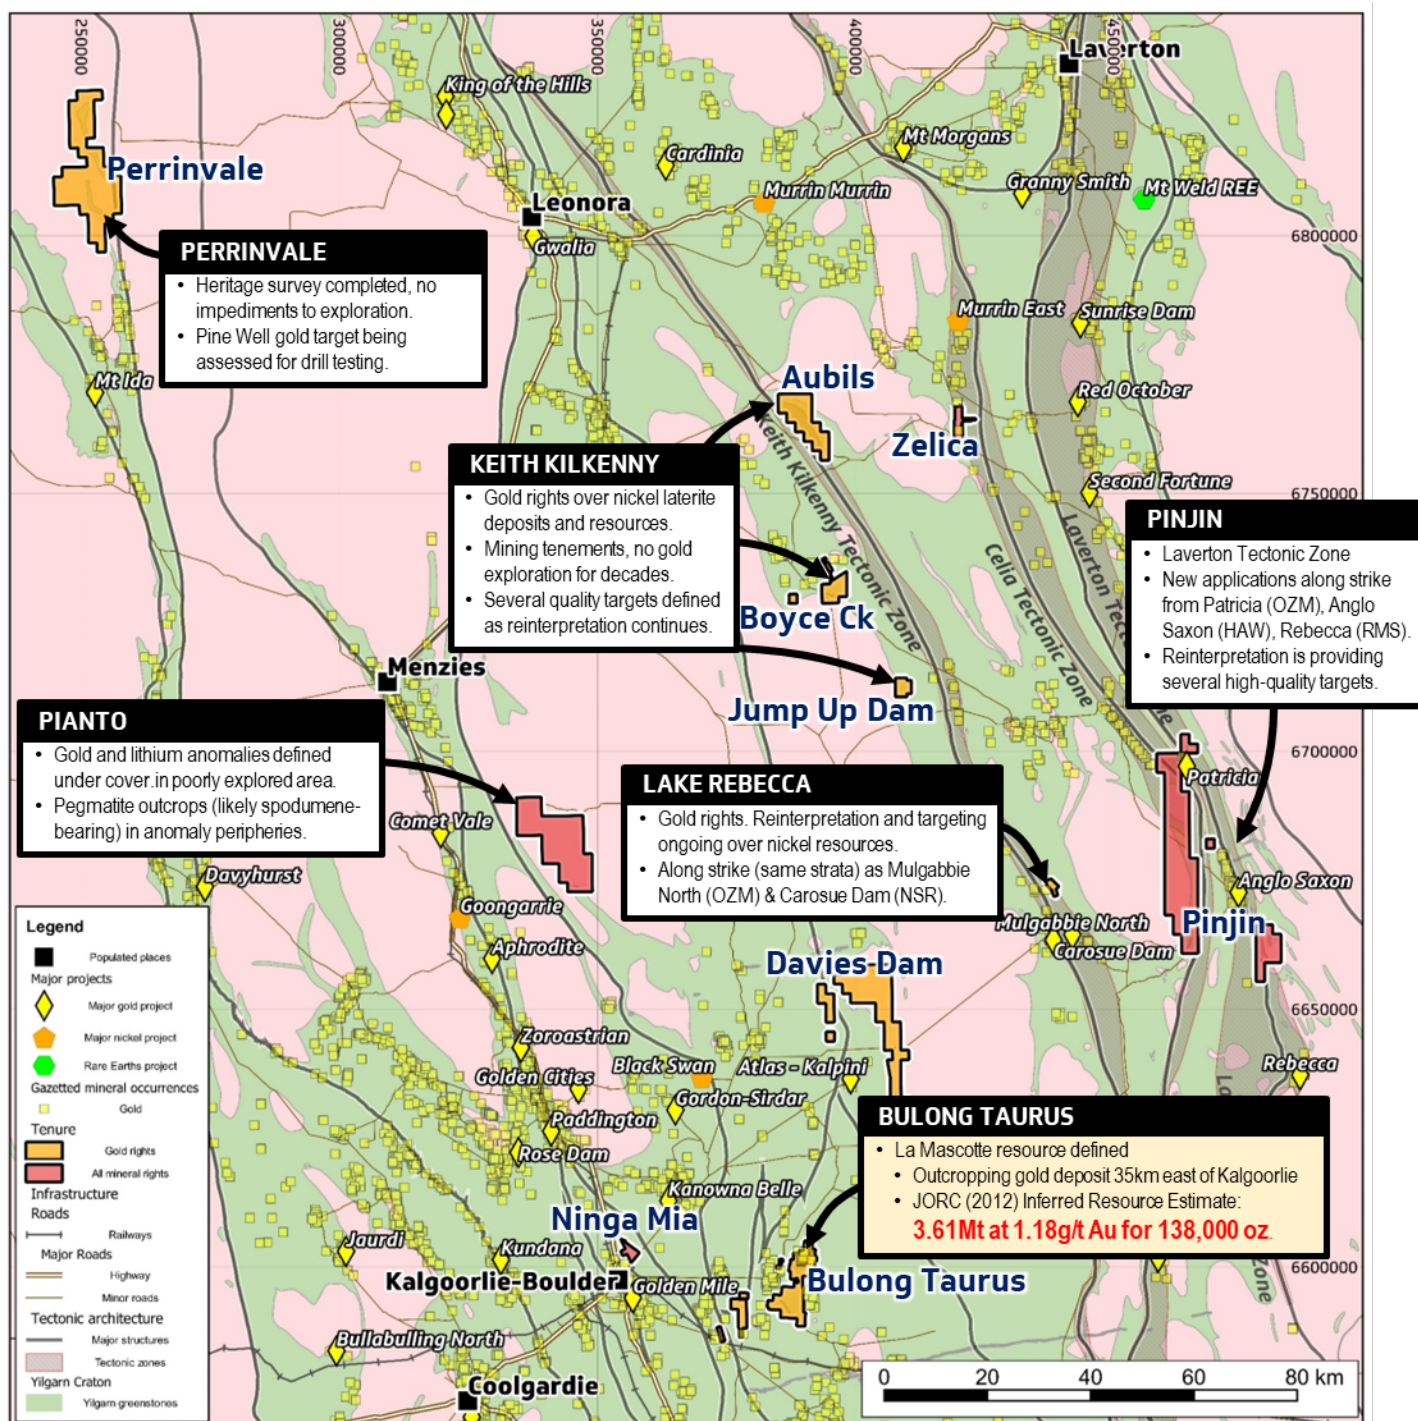 250000
300000
350000
400000
450000
Laverton
King of the Hills
Cardinia
Mt Morgans
Perrinvale
Leonora
Murrin Murrin
Granny Smith
Mt Weld REE
Gwalia
6800000
PERRINVALE
• Heritage survey completed, no
impediments to exploration.
• Pine Well gold target being
assessed for drill testing.
Murrin East
Sunrise Dam
Mt Ida
Aubils
Red October
Keith Kilkenny Tectonic Zone
Zelica
KEITH KILKENNY
• Gold rights over nickel laterite
deposits and resources.
• Mining tenements, no gold
exploration for decades.
• Several quality targets defined
as reinterpretation continues.
Second Fortune
6750000
Celia Tectonic Zone
Laverton Tect
ne
PINJIN
• Laverton Tectonic Zone
• New applications along strike
from Patricia (OZM), Anglo
Saxon (HAW), Rebecca (RMS).
• Reinterpretation is providing
several high-quality targets.
Boyce Ck
Menzies
Jump Up Dam
PIANTO
• Gold and lithium anomalies defined
under cover.in poorly explored area.
• Pegmatite outcrops (likely spodumene-
bearing) in anomaly peripheries.
6700000
Patricia
LAKE REBECCA
• Gold rights. Reinterpretation and targeting
ongoing over nickel resources.
• Along strike (same strata) as Mulgabbie
North (OZM) & Carosue Dam (NSR).
Comet Vale
Davyhurst
Anglo Saxon
Goongarrie
Mulgabbie North
Pinjin
Aphrodite
Carosue Dam
Davies Dam
6650000
Zoroastrian
Black Swan
Atlas - Kalpini
Rebecca
Golden Cities
Gordon-Sirdar
La
Paddington
Rose Dam
BULONG TAURUS
• La Mascotte resource defined
• Outcropping gold deposit 35km east of Kalgoorlie
• JORC (2012) Inferred Resource Estimate:
3.61Mt at 1.18g/t Au for 138,000 oz.
Kanowna Belle
Ninga Mia
Jaurdi
Kundana
Kalgoorlie-Boulder
Golden Mile
Bulong Taurus
6600000
Zone
Bullabulling North
Coolgardie
0
20
40
60
80 km
Legend
Populated places
Major projects
Major gold project
Major nickel project
Rare Earths project
Gazetted mineral occurrences
Gold
Tenure
Gold rights
All mineral rights
Infrastructure
Roads
Railways
Major Roads
Highway
Minor roads
Tectonic architecture
Major structures
Tectonic zones
Yilgarn Craton
Yilgarn greenstones